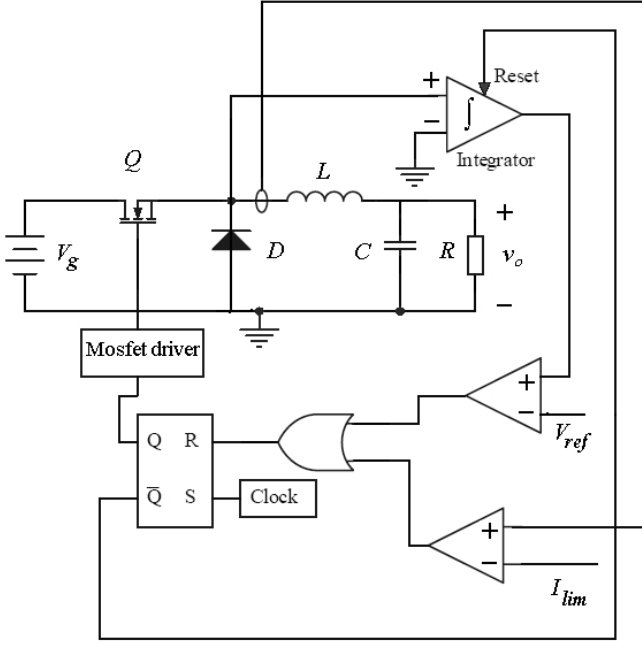 +
Reset
−
∫
Integrator
Q
L
+
V_g
D
C
R
v_o
−
Mosfet driver
+
−
V_ref
Q R
Q̅ S
Clock
+
−
I_lim